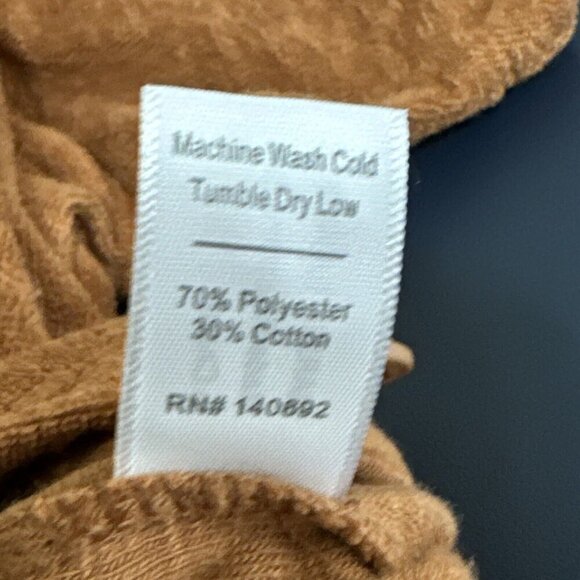 Machine Wash Cold
Tumble Dry Low
70% Polyester
30% Cotton
RN# 140892